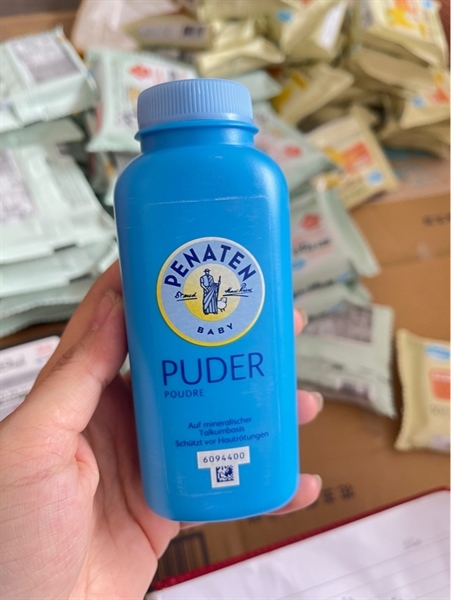 PENATEN
BABY
PUDER
POUDRE
Auf mineralischer
Talkumbasis
Schützt vor Hautrötungen
6094400